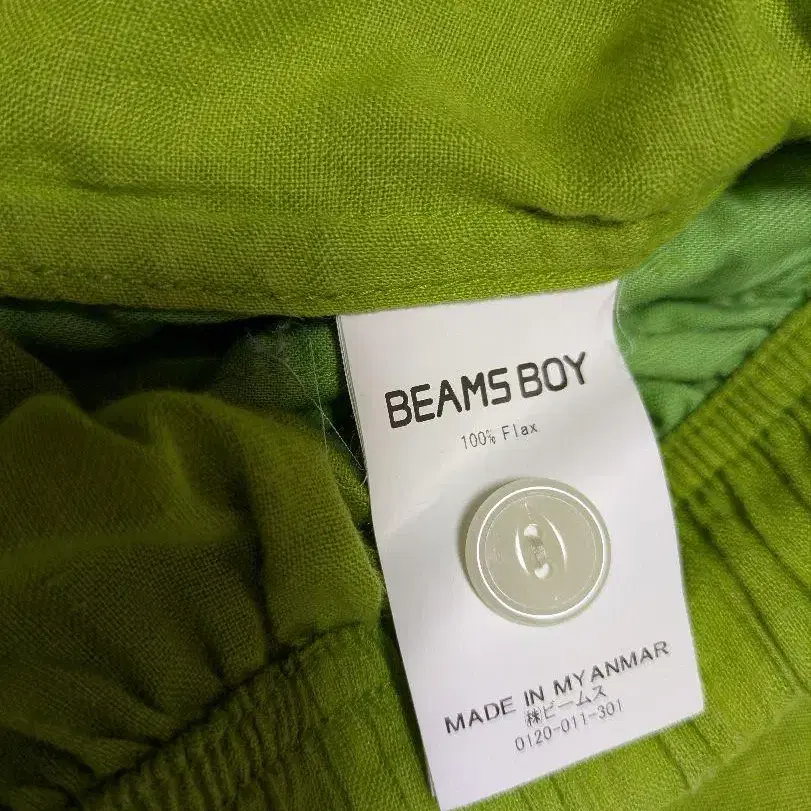 BEAMS BOY
100% Flax
MADE IN MYANMAR
㈱ビームス
0120-011-301